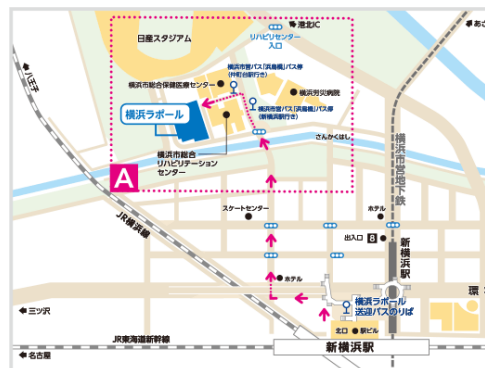 日産スタジアム
港北IC
リハビリセンター
入口
横浜市営バス「浜鳥橋」バス停
(仲町台駅行き)
横浜市総合保健医療センター
横浜労災病院
横浜市営バス「浜鳥橋」バス停
(新横浜駅行き)
横浜ラポール
さんかくはし
横浜市総合
リハビリテーション
センター
A
八王子
横浜市営地下鉄
JR横浜線
スケートセンター
ホテル
出入口 8
新横浜駅
ホテル
環
横浜ラポール
送迎バスのりば
三ツ沢
北口
駅ビル
JR東海道新幹線
新横浜駅
名古屋